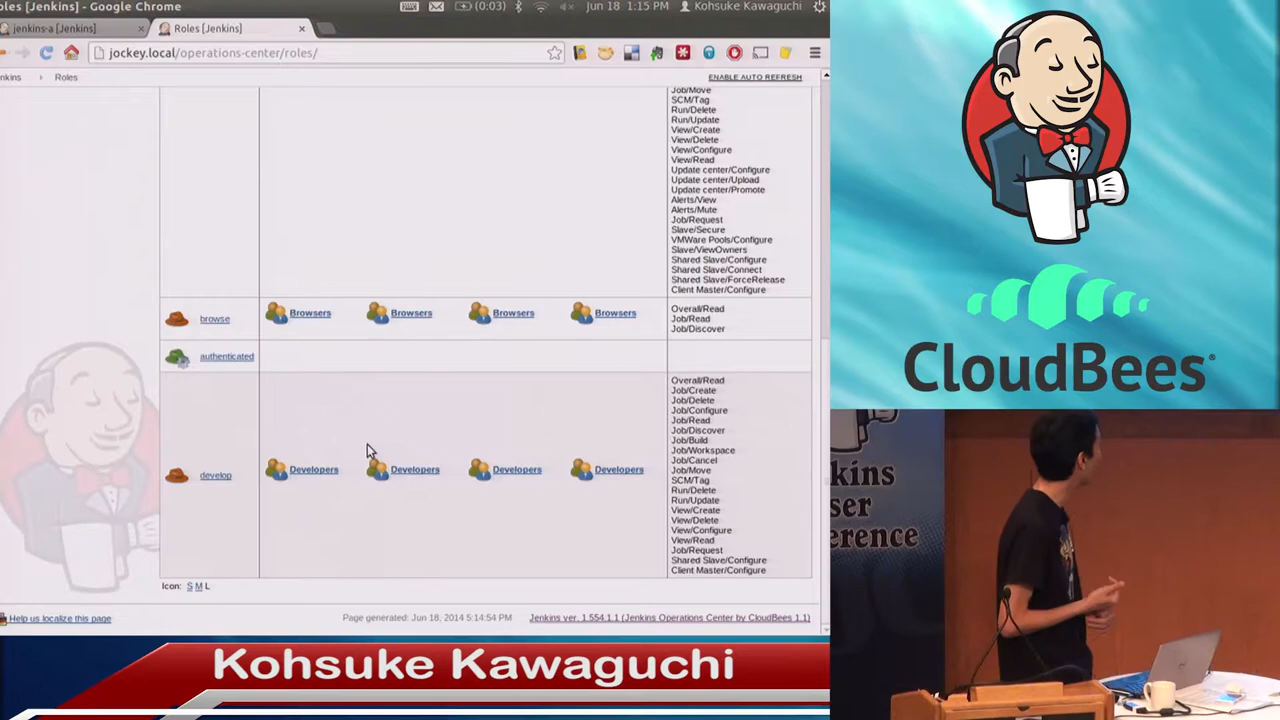 oles [Jenkins] - Google Chrome
(0:03)
Jun 18 1:15 PM
Kohsuke Kawaguchi
jenkins-a [Jenkins]
Roles [Jenkins]
jockey.local/operations-center/roles/
nkins
Roles
ENABLE AUTO REFRESH
Job/Move
SCM/Tag
Run/Delete
Run/Update
View/Create
View/Delete
View/Configure
View/Read
Update center/Configure
Update center/Upload
Update center/Promote
Alerts/View
Alerts/Mute
Job/Request
Slave/Secure
VMWare Pools/Configure
Slave/ViewOwners
Shared Slave/Configure
Shared Slave/Connect
Shared Slave/ForceRelease
Client Master/Configure
browse
Browsers
Browsers
Browsers
Browsers
Overall/Read
Job/Read
Job/Discover
authenticated
develop
Developers
Developers
Developers
Developers
Overall/Read
Job/Create
Job/Delete
Job/Configure
Job/Read
Job/Discover
Job/Build
Job/Workspace
Job/Cancel
Job/Move
SCM/Tag
Run/Delete
Run/Update
View/Create
View/Delete
View/Configure
View/Read
Job/Request
Shared Slave/Configure
Client Master/Configure
Icon: S M L
Help us localize this page
Page generated: Jun 18, 2014 5:14:54 PM
Jenkins ver. 1.554.1.1 (Jenkins Operations Center by CloudBees 1.1)
Kohsuke Kawaguchi
CloudBees®
kins
ser
erence